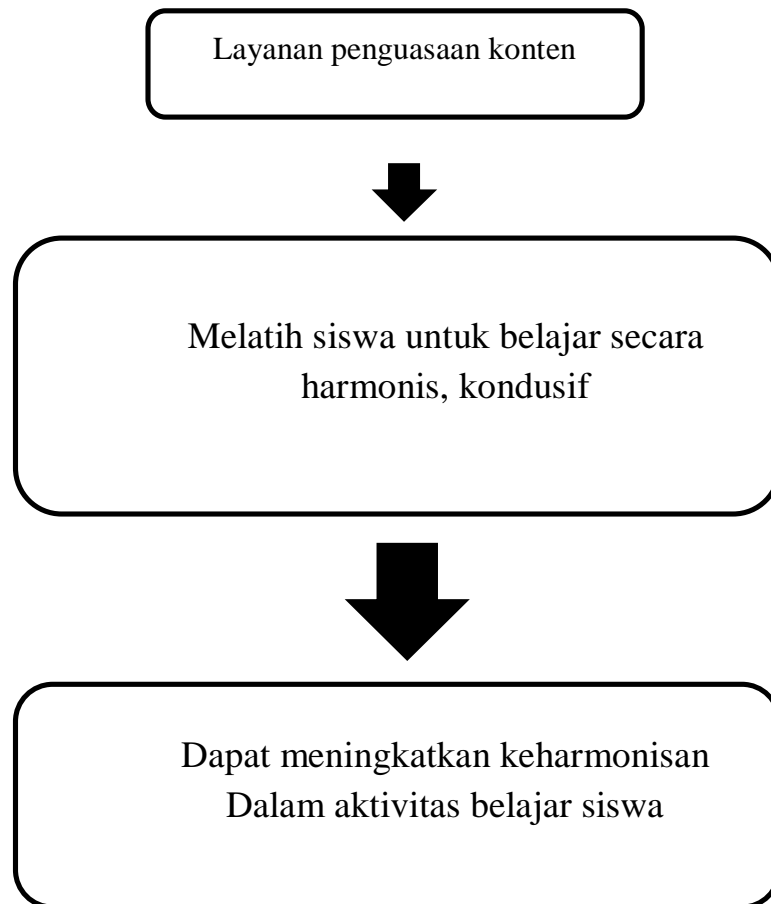 Layanan penguasaan konten
Melatih siswa untuk belajar secara
harmonis, kondusif
Dapat meningkatkan keharmonisan
Dalam aktivitas belajar siswa